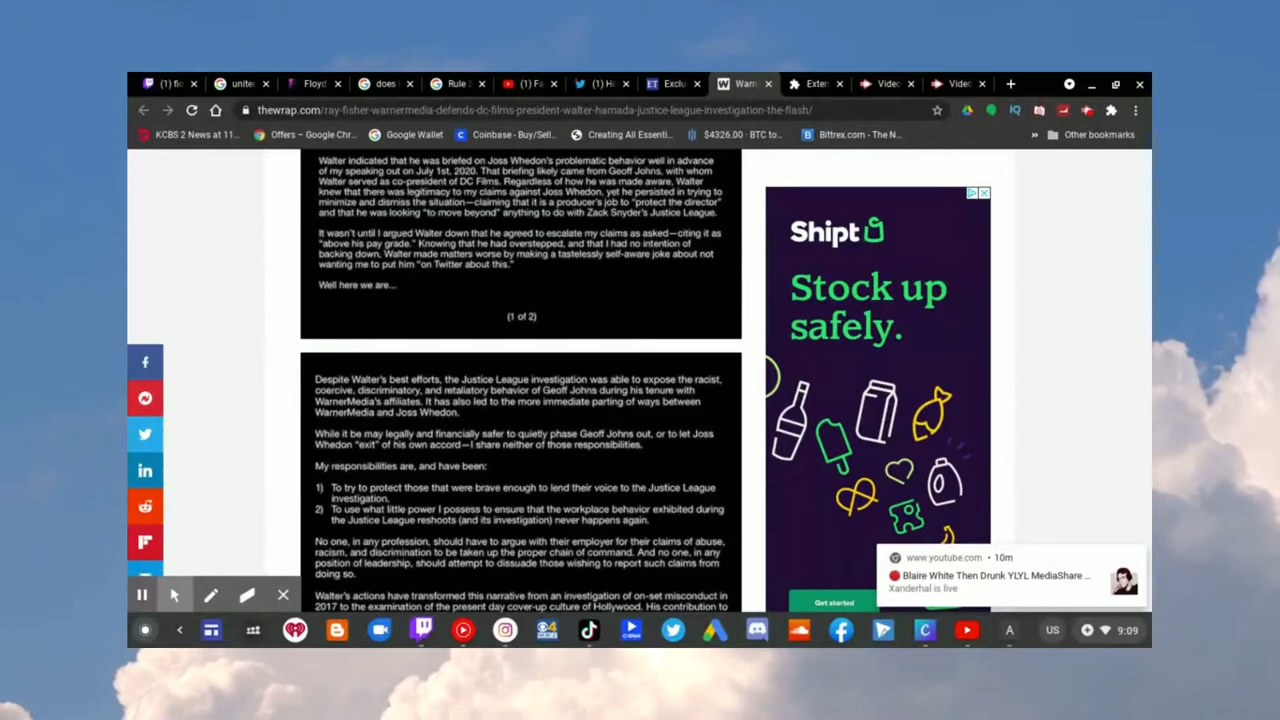 (1) flo
united
Floyd
does
Rule 3
(1) Fa
(1) H
ET Exclu
W Warn
Exten
Video
Video
thewrap.com/ray-fisher-warnermedia-defends-dc-films-president-walter-hamada-justice-league-investigation-the-flash/
KCBS 2 News at 11...
Offers – Google Chr...
Google Wallet
Coinbase - Buy/Sell...
Creating All Essenti...
$4326.00 · BTC to...
Bittrex.com - The N...
»
Other bookmarks
Walter indicated that he was briefed on Joss Whedon's problematic behavior well in advance
of my speaking out on July 1st, 2020. That briefing likely came from Geoff Johns, with whom
Walter served as co-president of DC Films. Regardless of how he was made aware, Walter
knew that there was legitimacy to my claims against Joss Whedon, yet he persisted in trying to
minimize and dismiss the situation—claiming that it is a producer's job to "protect the director"
and that he was looking "to move beyond" anything to do with Zack Snyder's Justice League.
It wasn't until I argued Walter down that he agreed to escalate my claims as asked—citing it as
"above his pay grade." Knowing that he had overstepped, and that I had no intention of
backing down, Walter made matters worse by making a tastelessly self-aware joke about not
wanting me to put him "on Twitter about this."
Well here we are...
(1 of 2)
Despite Walter's best efforts, the Justice League investigation was able to expose the racist,
coercive, discriminatory, and retaliatory behavior of Geoff Johns during his tenure with
WarnerMedia's affiliates. It has also led to the more immediate parting of ways between
WarnerMedia and Joss Whedon.
While it be may legally and financially safer to quietly phase Geoff Johns out, or to let Joss
Whedon "exit" of his own accord—I share neither of those responsibilities.
My responsibilities are, and have been:
1) To try to protect those that were brave enough to lend their voice to the Justice League
investigation.
2) To use what little power I possess to ensure that the workplace behavior exhibited during
the Justice League reshoots (and its investigation) never happens again.
No one, in any profession, should have to argue with their employer for their claims of abuse,
racism, and discrimination to be taken up the proper chain of command. And no one, in any
position of leadership, should attempt to dissuade those wishing to report such claims from
doing so.
Walter's actions have transformed this narrative from an investigation of on-set misconduct in
2017 to the examination of the present day cover-up culture of Hollywood. His contribution to
Shipt
Stock up
safely.
Get started
www.youtube.com • 10m
Blaire White Then Drunk YLYL MediaShare ...
Xanderhal is live
A
US
9:09